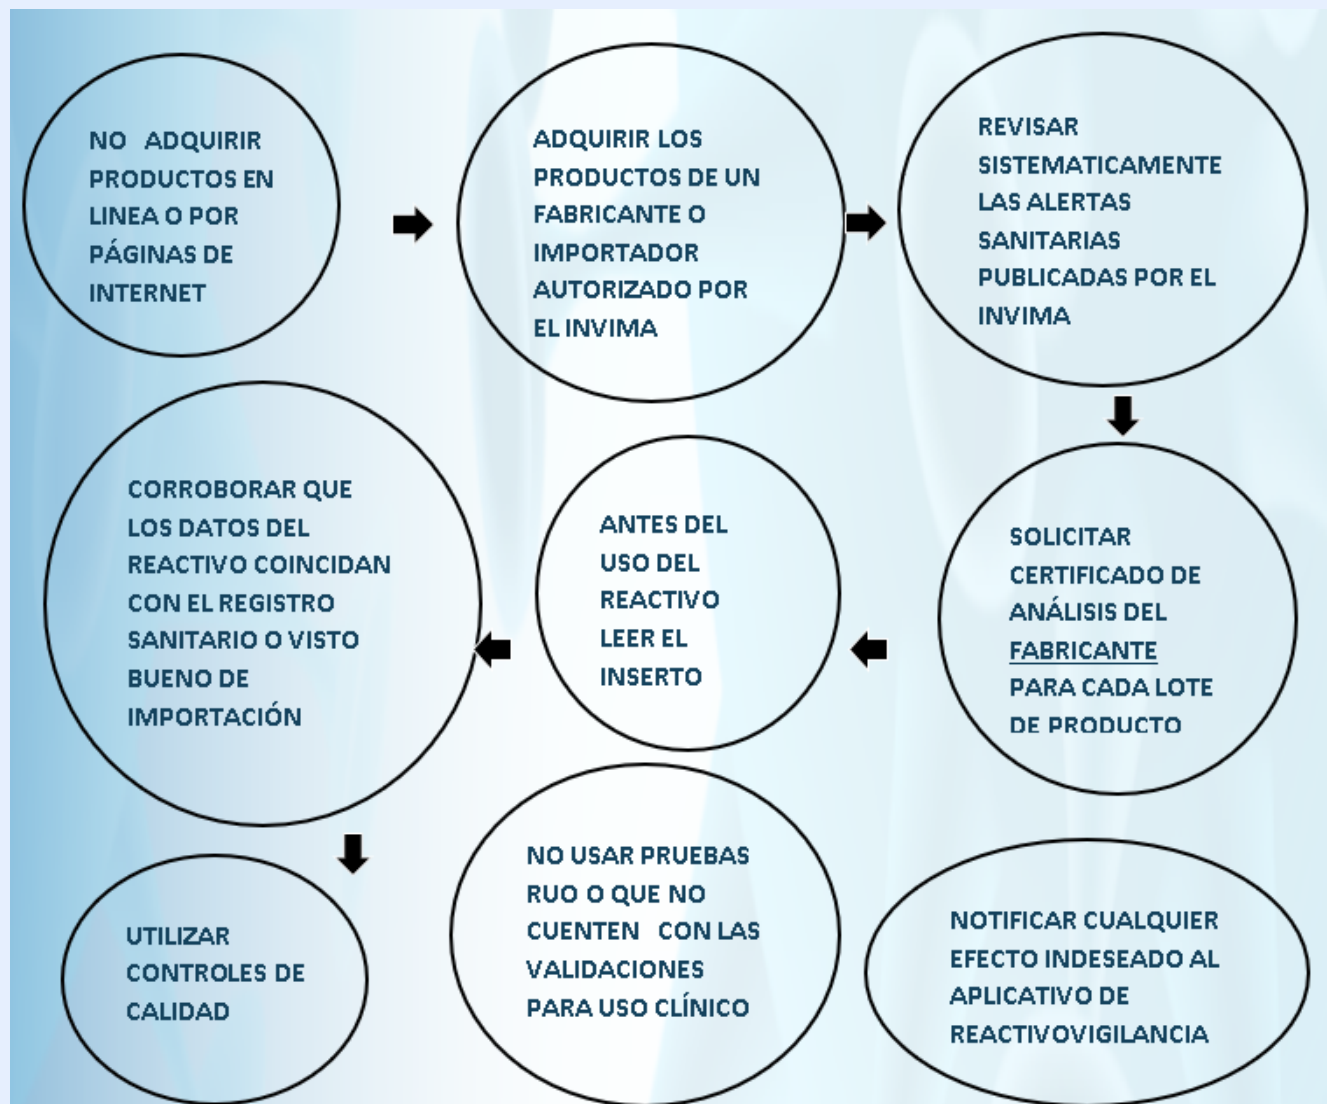 NO ADQUIRIR
PRODUCTOS EN
LINEA O POR
PÁGINAS DE
INTERNET
ADQUIRIR LOS
PRODUCTOS DE UN
FABRICANTE O
IMPORTADOR
AUTORIZADO POR
EL INVIMA
REVISAR
SISTEMATICAMENTE
LAS ALERTAS
SANITARIAS
PUBLICADAS POR EL
INVIMA
SOLICITAR
CERTIFICADO DE
ANÁLISIS DEL
FABRICANTE
PARA CADA LOTE
DE PRODUCTO
ANTES DEL
USO DEL
REACTIVO
LEER EL
INSERTO
CORROBORAR QUE
LOS DATOS DEL
REACTIVO COINCIDAN
CON EL REGISTRO
SANITARIO O VISTO
BUENO DE
IMPORTACIÓN
UTILIZAR
CONTROLES DE
CALIDAD
NO USAR PRUEBAS
RUO O QUE NO
CUENTEN CON LAS
VALIDACIONES
PARA USO CLÍNICO
NOTIFICAR CUALQUIER
EFECTO INDESEADO AL
APLICATIVO DE
REACTIVOVIGILANCIA